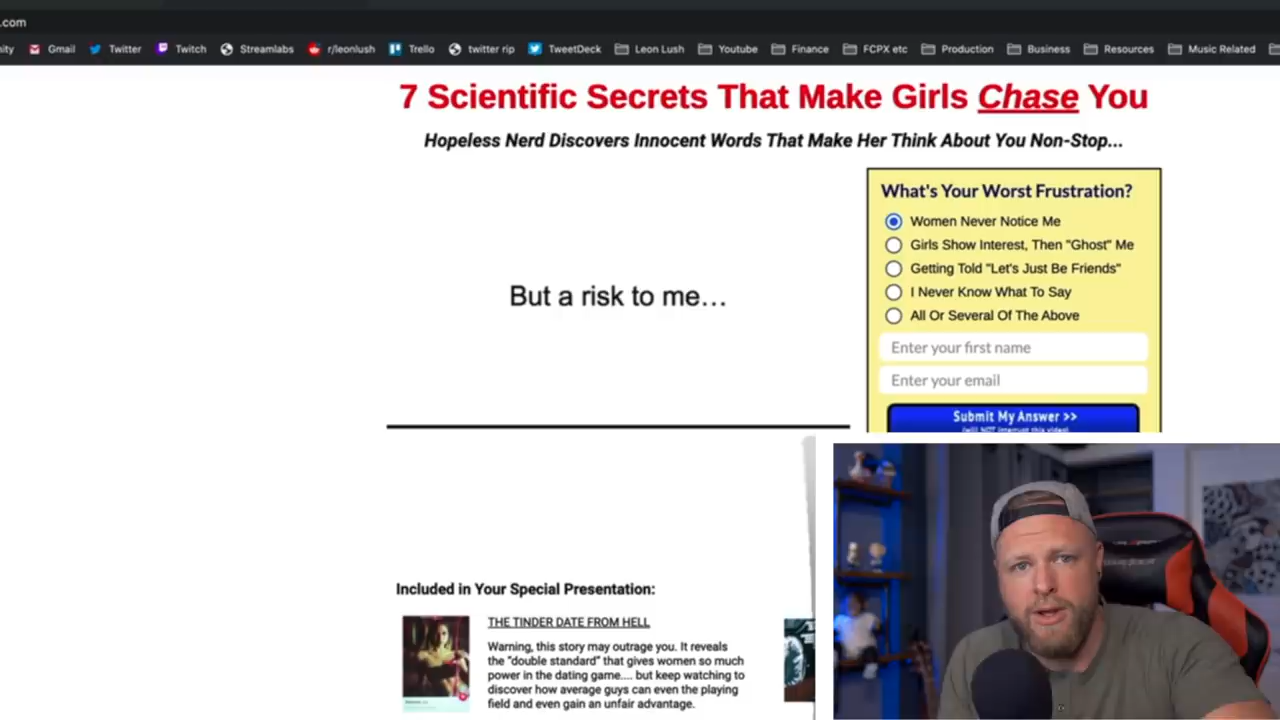 .com
Gmail
Twitter
Twitch
Streamlabs
r/leonlush
Trello
twitter rip
TweetDeck
Leon Lush
Youtube
Finance
FCPX etc
Production
Business
Resources
Music Related
7 Scientific Secrets That Make Girls Chase You
Hopeless Nerd Discovers Innocent Words That Make Her Think About You Non-Stop...
But a risk to me…
What's Your Worst Frustration?
Women Never Notice Me
Girls Show Interest, Then "Ghost" Me
Getting Told "Let's Just Be Friends"
I Never Know What To Say
All Or Several Of The Above
Enter your first name
Enter your email
Submit My Answer >>
(will NOT interrupt this video)
Included in Your Special Presentation:
THE TINDER DATE FROM HELL
Warning, this story may outrage you. It reveals
the "double standard" that gives women so much
power in the dating game.... but keep watching to
discover how average guys can even the playing
field and even gain an unfair advantage.